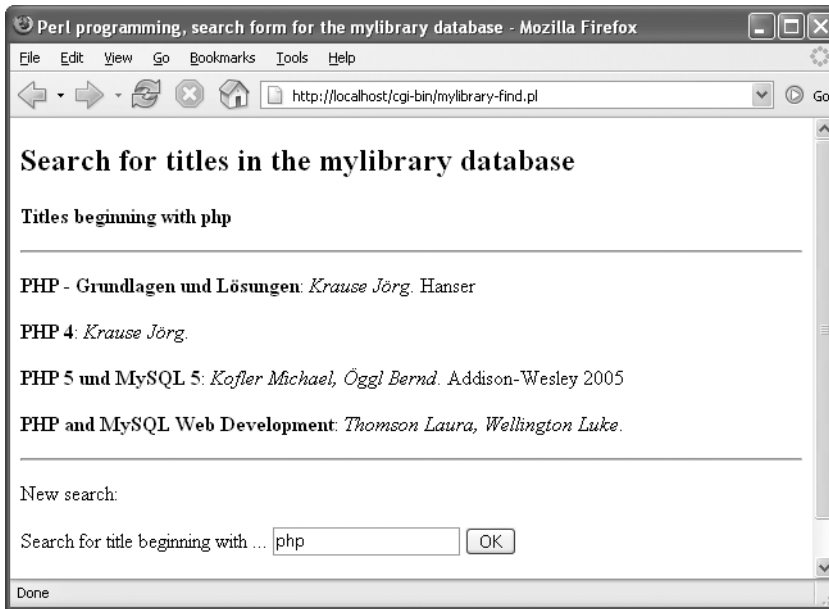 Perl programming, search form for the mylibrary database - Mozilla Firefox
File Edit View Go Bookmarks Tools Help
http://localhost/cgi-bin/mylibrary-find.pl Go
Search for titles in the mylibrary database
Titles beginning with php
PHP - Grundlagen und Lösungen: Krause Jörg. Hanser
PHP 4: Krause Jörg.
PHP 5 und MySQL 5: Kofler Michael, Öggl Bernd. Addison-Wesley 2005
PHP and MySQL Web Development: Thomson Laura, Wellington Luke.
New search:
Search for title beginning with ... php OK
Done